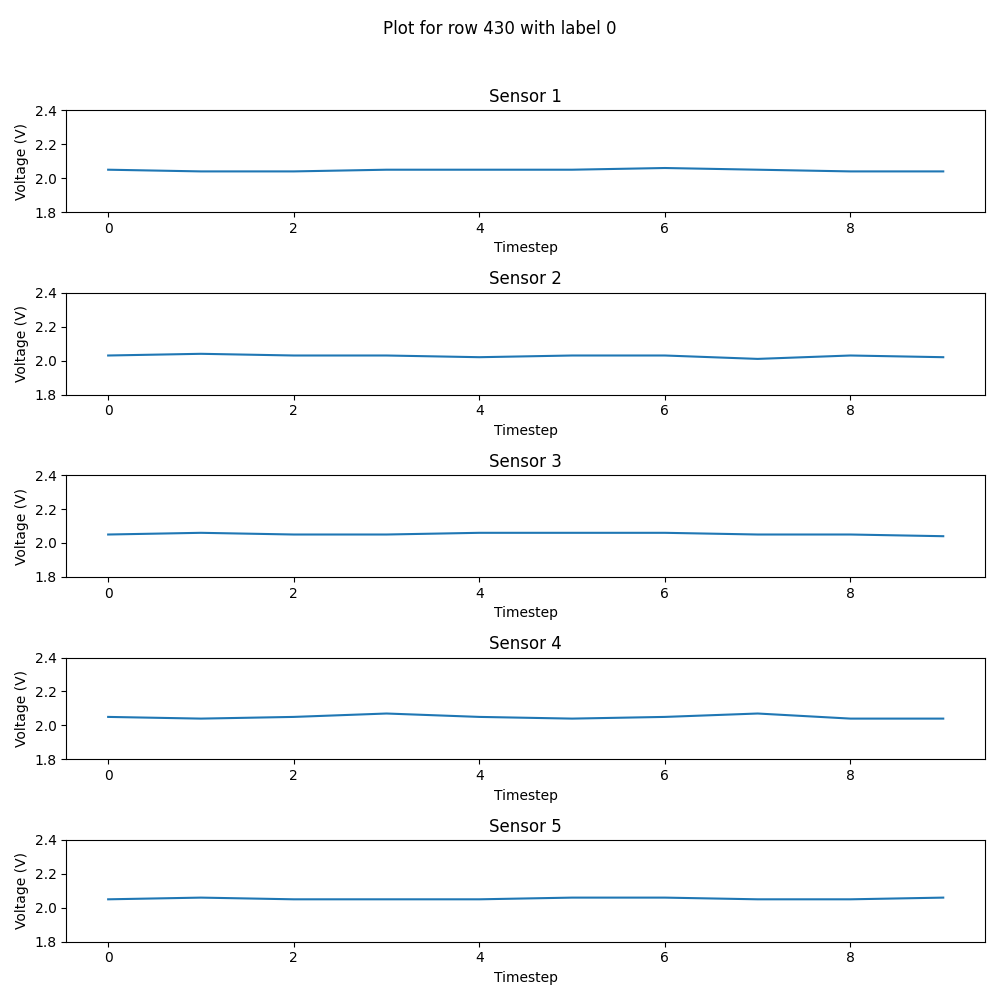 Plot for row 430 with label 0
Sensor 1
2.4
2.2
2.0
1.8
Voltage (V)
0 2 4 6 8
Timestep
Sensor 2
2.4
2.2
2.0
1.8
Voltage (V)
0 2 4 6 8
Timestep
Sensor 3
2.4
2.2
2.0
1.8
Voltage (V)
0 2 4 6 8
Timestep
Sensor 4
2.4
2.2
2.0
1.8
Voltage (V)
0 2 4 6 8
Timestep
Sensor 5
2.4
2.2
2.0
1.8
Voltage (V)
0 2 4 6 8
Timestep